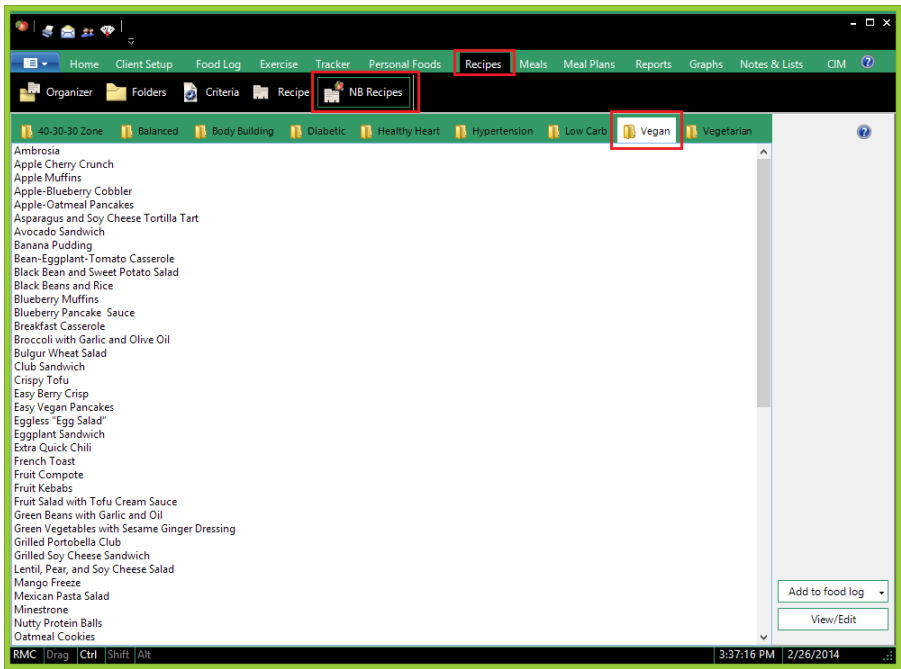 Home Client Setup Food Log Exercise Tracker Personal Foods Recipes Meals Meal Plans Reports Graphs Notes & Lists CIM
Organizer Folders Criteria Recipe NB Recipes
40-30-30 Zone Balanced Body Building Diabetic Healthy Heart Hypertension Low Carb Vegan Vegetarian
Ambrosia
Apple Cherry Crunch
Apple Muffins
Apple-Blueberry Cobbler
Apple-Oatmeal Pancakes
Asparagus and Soy Cheese Tortilla Tart
Avocado Sandwich
Banana Pudding
Bean-Eggplant-Tomato Casserole
Black Bean and Sweet Potato Salad
Black Beans and Rice
Blueberry Muffins
Blueberry Pancake Sauce
Breakfast Casserole
Broccoli with Garlic and Olive Oil
Bulgur Wheat Salad
Club Sandwich
Crispy Tofu
Easy Berry Crisp
Easy Vegan Pancakes
Eggless "Egg Salad"
Eggplant Sandwich
Extra Quick Chili
French Toast
Fruit Compote
Fruit Kebabs
Fruit Salad with Tofu Cream Sauce
Green Beans with Garlic and Oil
Green Vegetables with Sesame Ginger Dressing
Grilled Portobella Club
Grilled Soy Cheese Sandwich
Lentil, Pear, and Soy Cheese Salad
Mango Freeze
Mexican Pasta Salad
Minestrone
Nutty Protein Balls
Oatmeal Cookies
Add to food log
View/Edit
RMC Drag Ctrl Shift Alt 3:37:16 PM 2/26/2014